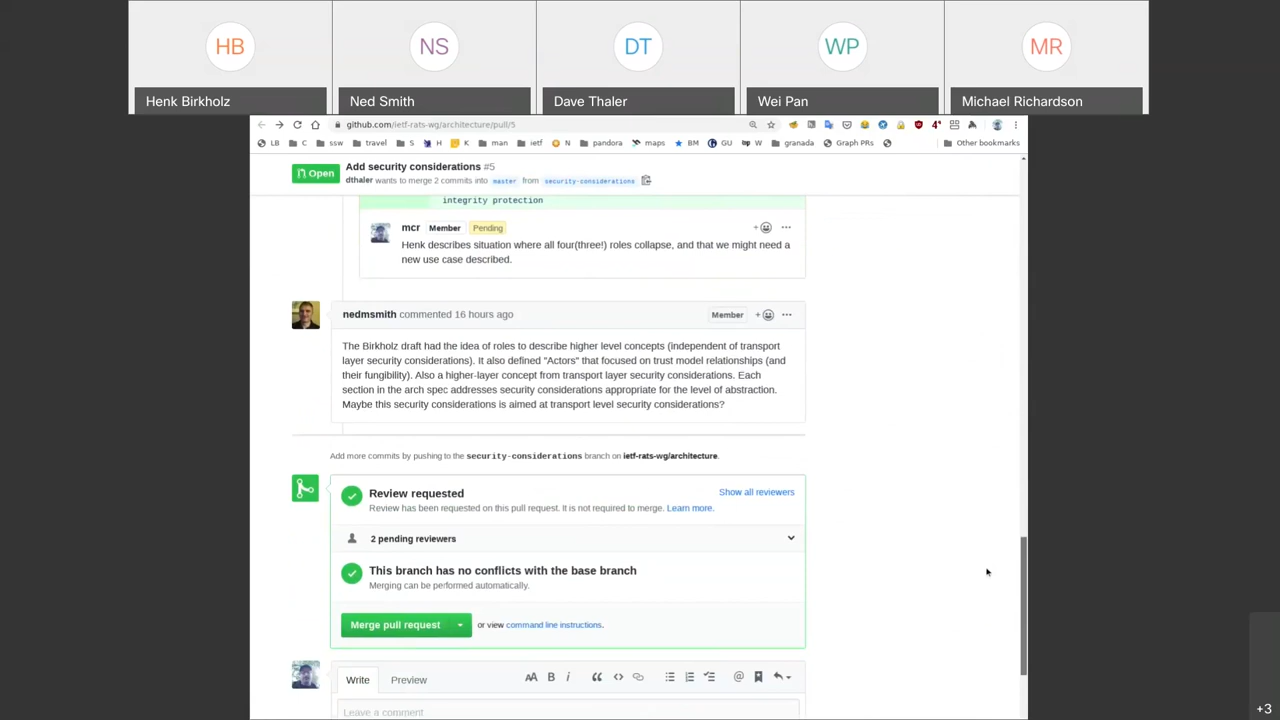 HB
NS
DT
WP
MR
Henk Birkholz
Ned Smith
Dave Thaler
Wei Pan
Michael Richardson
github.com/ietf-rats-wg/architecture/pull/5
LB
C
ssw
travel
S
H
K
man
ietf
N
pandora
maps
BM
GU
W
granada
Graph PRs
Other bookmarks
Open
Add security considerations #5
dthaler wants to merge 2 commits into master from security-considerations
integrity protection
mcr Member Pending
Henk describes situation where all four(three!) roles collapse, and that we might need a
new use case described.
nedmsmith commented 16 hours ago Member
The Birkholz draft had the idea of roles to describe higher level concepts (independent of transport
layer security considerations). It also defined "Actors" that focused on trust model relationships (and
their fungibility). Also a higher-layer concept from transport layer security considerations. Each
section in the arch spec addresses security considerations appropriate for the level of abstraction.
Maybe this security considerations is aimed at transport level security considerations?
Add more commits by pushing to the security-considerations branch on ietf-rats-wg/architecture.
Review requested Show all reviewers
Review has been requested on this pull request. It is not required to merge. Learn more.
2 pending reviewers
This branch has no conflicts with the base branch
Merging can be performed automatically.
Merge pull request or view command line instructions.
Write Preview
Leave a comment
+3